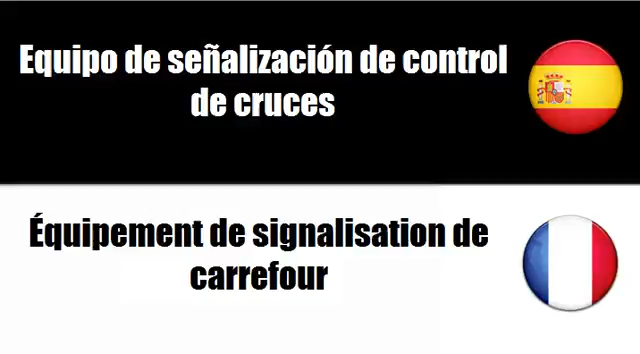 Equipo de señalización de control
de cruces
Équipement de signalisation de
carrefour